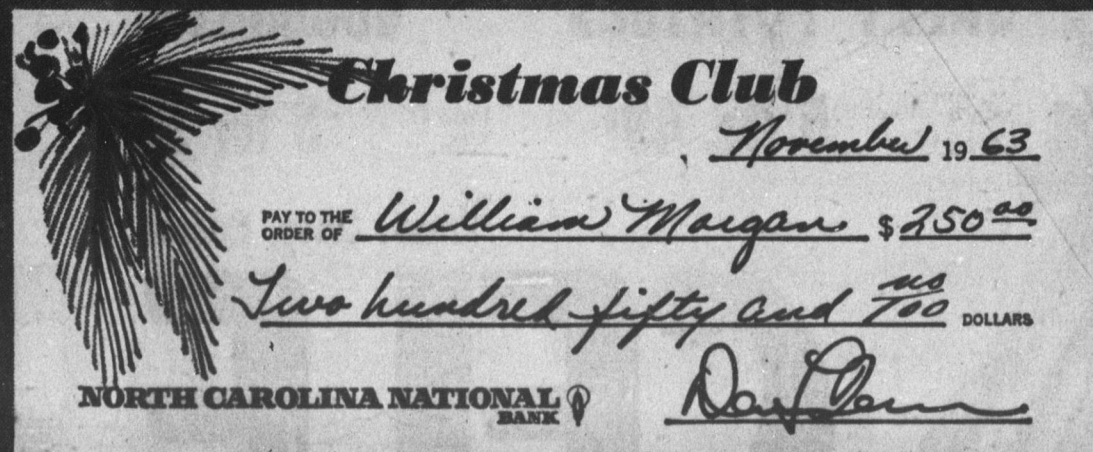 Christmas Club
November 19 63
PAY TO THE ORDER OF William Morgan $ 250 00
Two hundred fifty and no/100 DOLLARS
NORTH CAROLINA NATIONAL BANK